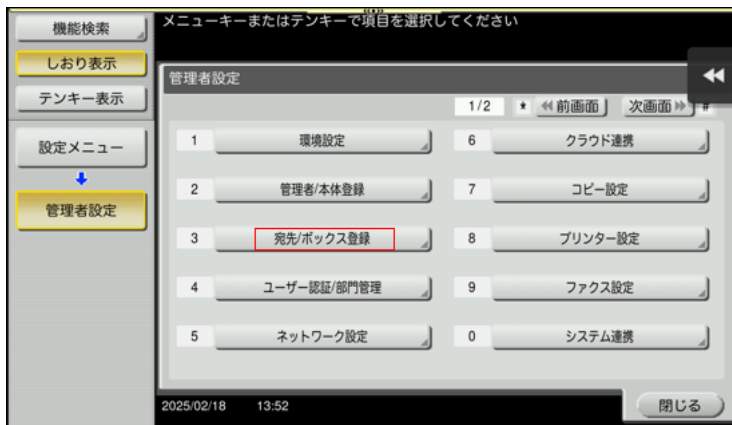 メニューキーまたはテンキーで項目を選択してください
機能検索
しおり表示
テンキー表示
設定メニュー
管理者設定
管理者設定
1/2 * 前画面 次画面 #
1 環境設定
2 管理者/本体登録
3 宛先/ボックス登録
4 ユーザー認証/部門管理
5 ネットワーク設定
6 クラウド連携
7 コピー設定
8 プリンター設定
9 ファクス設定
0 システム連携
2025/02/18 13:52
閉じる